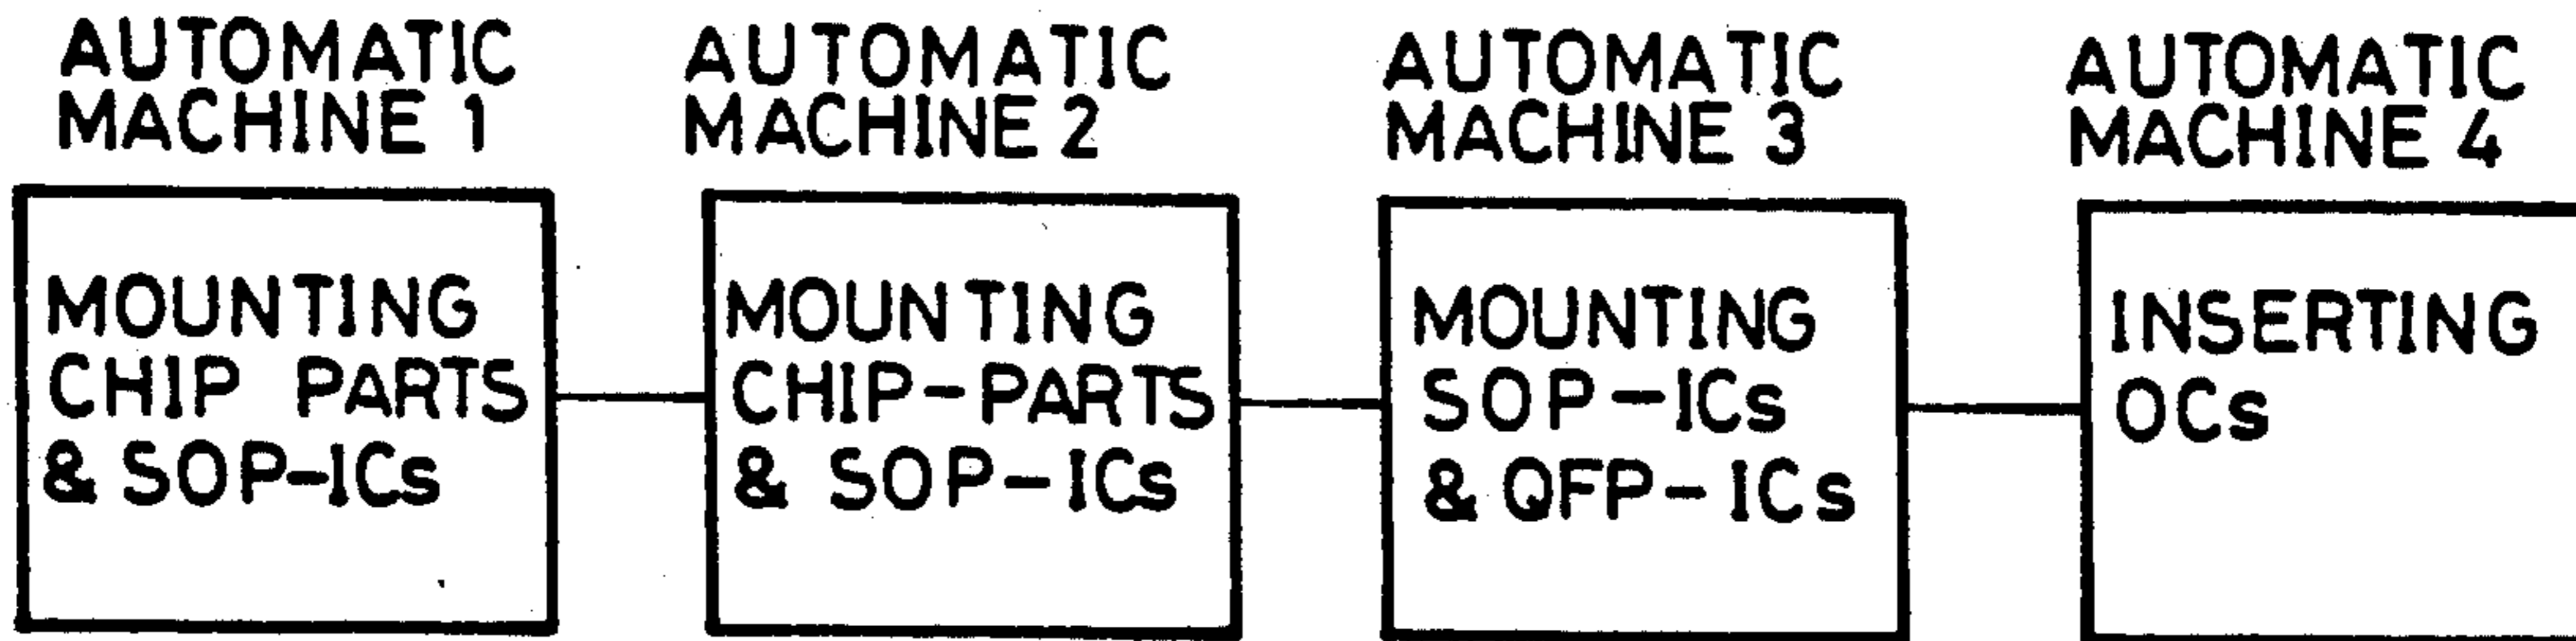 AUTOMATIC
MACHINE 1
AUTOMATIC
MACHINE 2
AUTOMATIC
MACHINE 3
AUTOMATIC
MACHINE 4
MOUNTING
CHIP PARTS
& SOP-ICs
MOUNTING
CHIP-PARTS
& SOP-ICs
MOUNTING
SOP-ICs
& QFP-ICs
INSERTING
OCs